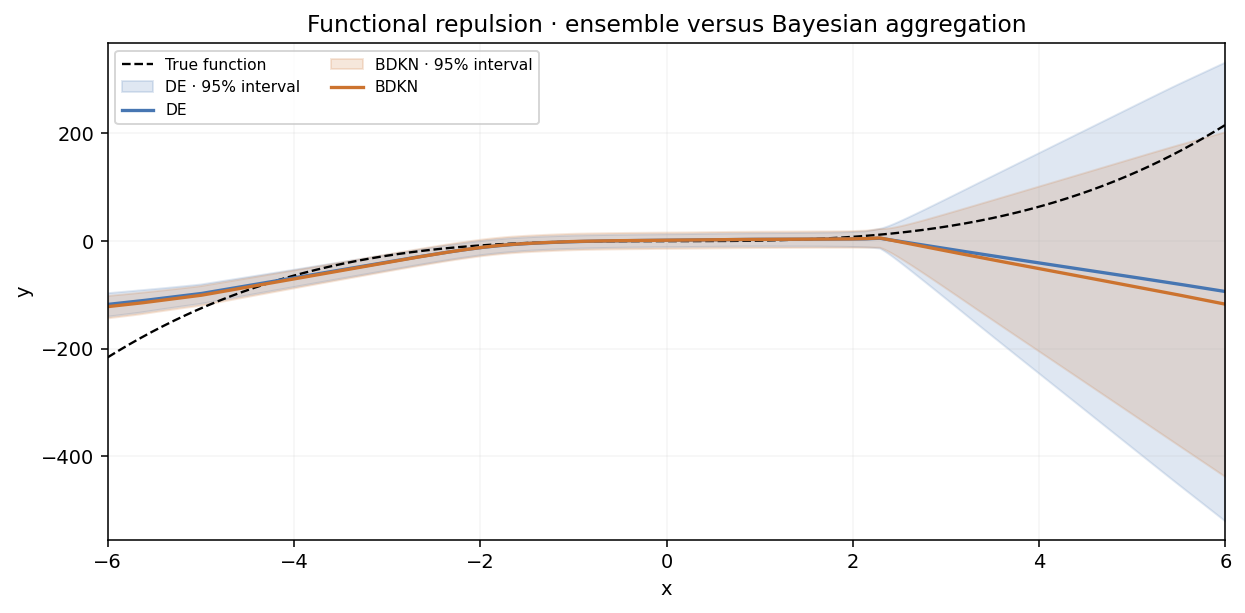 Functional repulsion · ensemble versus Bayesian aggregation
True function
DE · 95% interval
DE
BDKN · 95% interval
BDKN
200
0
−200
−400
y
−6
−4
−2
0
2
4
6
x